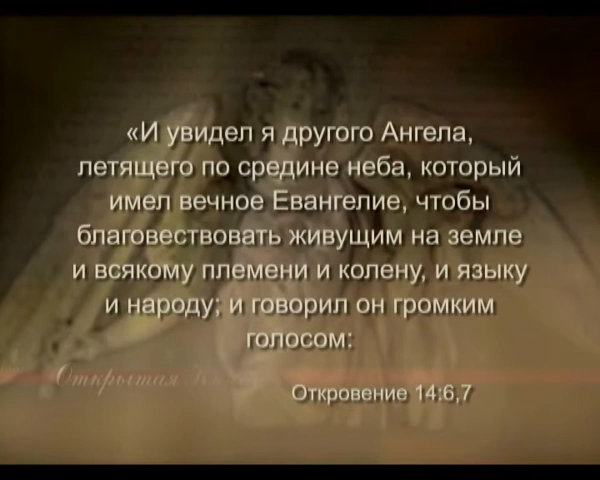 «И увидел я другого Ангела,
летящего по средине неба, который
имел вечное Евангелие, чтобы
благовествовать живущим на земле
и всякому племени и колену, и языку
и народу; и говорил он громким
голосом:
Открытая
Откровение 14:6,7